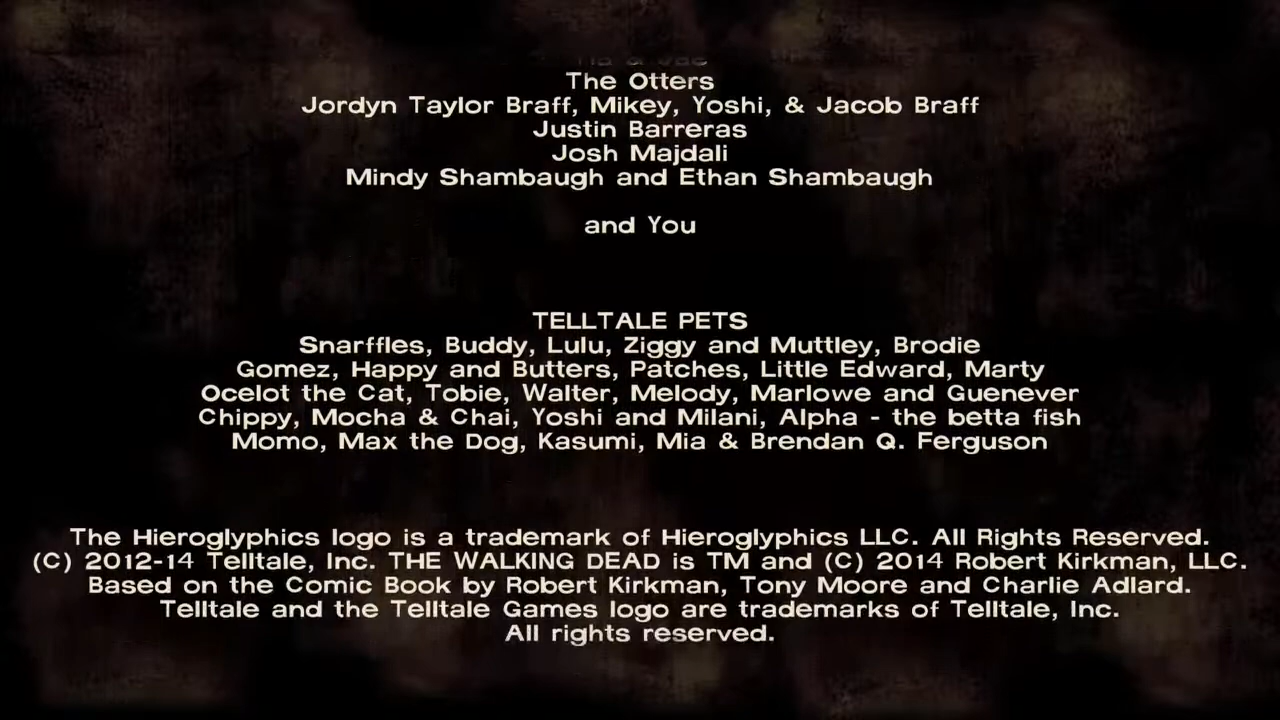 The Otters
Jordyn Taylor Braff, Mikey, Yoshi, & Jacob Braff
Justin Barreras
Josh Majdali
Mindy Shambaugh and Ethan Shambaugh
and You
TELLTALE PETS
Snarffles, Buddy, Lulu, Ziggy and Muttley, Brodie
Gomez, Happy and Butters, Patches, Little Edward, Marty
Ocelot the Cat, Tobie, Walter, Melody, Marlowe and Guenever
Chippy, Mocha & Chai, Yoshi and Milani, Alpha - the betta fish
Momo, Max the Dog, Kasumi, Mia & Brendan Q. Ferguson
The Hieroglyphics logo is a trademark of Hieroglyphics LLC. All Rights Reserved.
(C) 2012-14 Telltale, Inc. THE WALKING DEAD is TM and (C) 2014 Robert Kirkman, LLC.
Based on the Comic Book by Robert Kirkman, Tony Moore and Charlie Adlard.
Telltale and the Telltale Games logo are trademarks of Telltale, Inc.
All rights reserved.